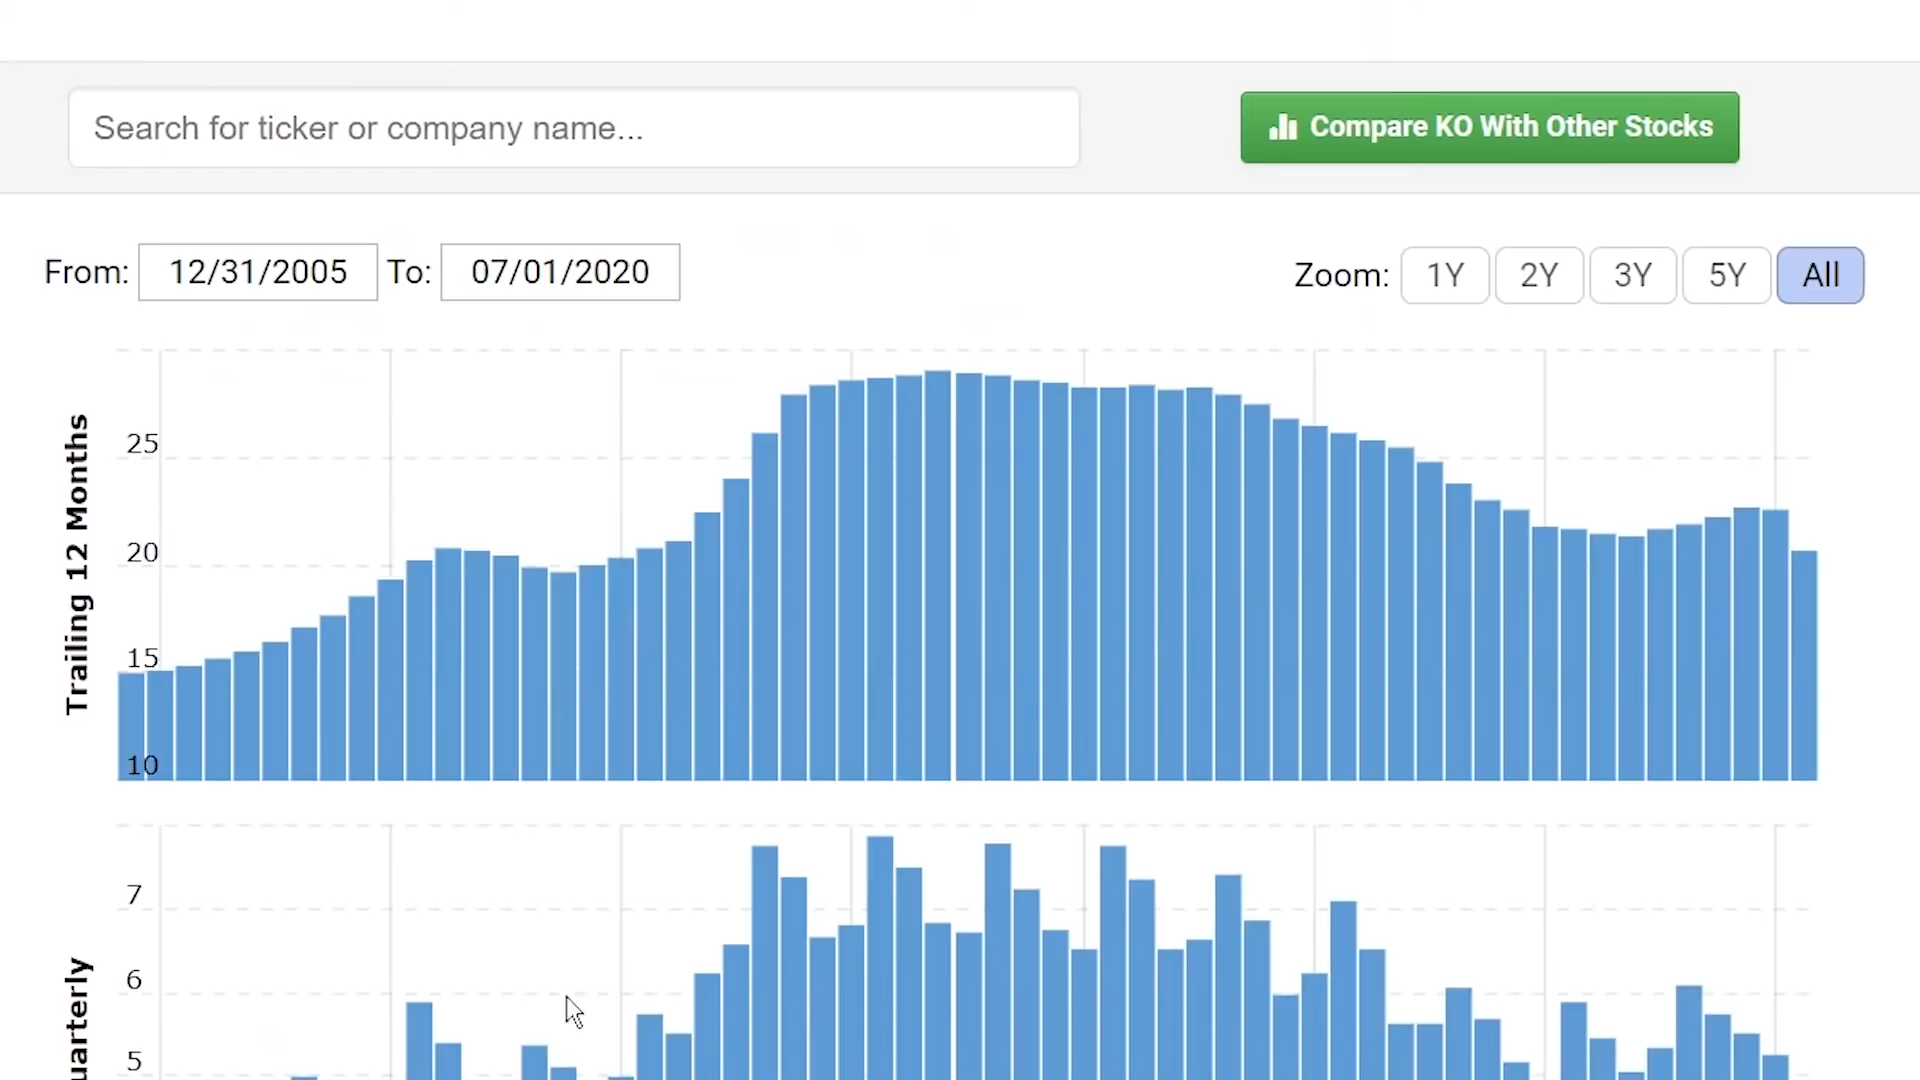 Search for ticker or company name...
Compare KO With Other Stocks
From: 12/31/2005 To: 07/01/2020
Zoom: 1Y 2Y 3Y 5Y All
Trailing 12 Months
25
20
15
10
uarterly
7
6
5